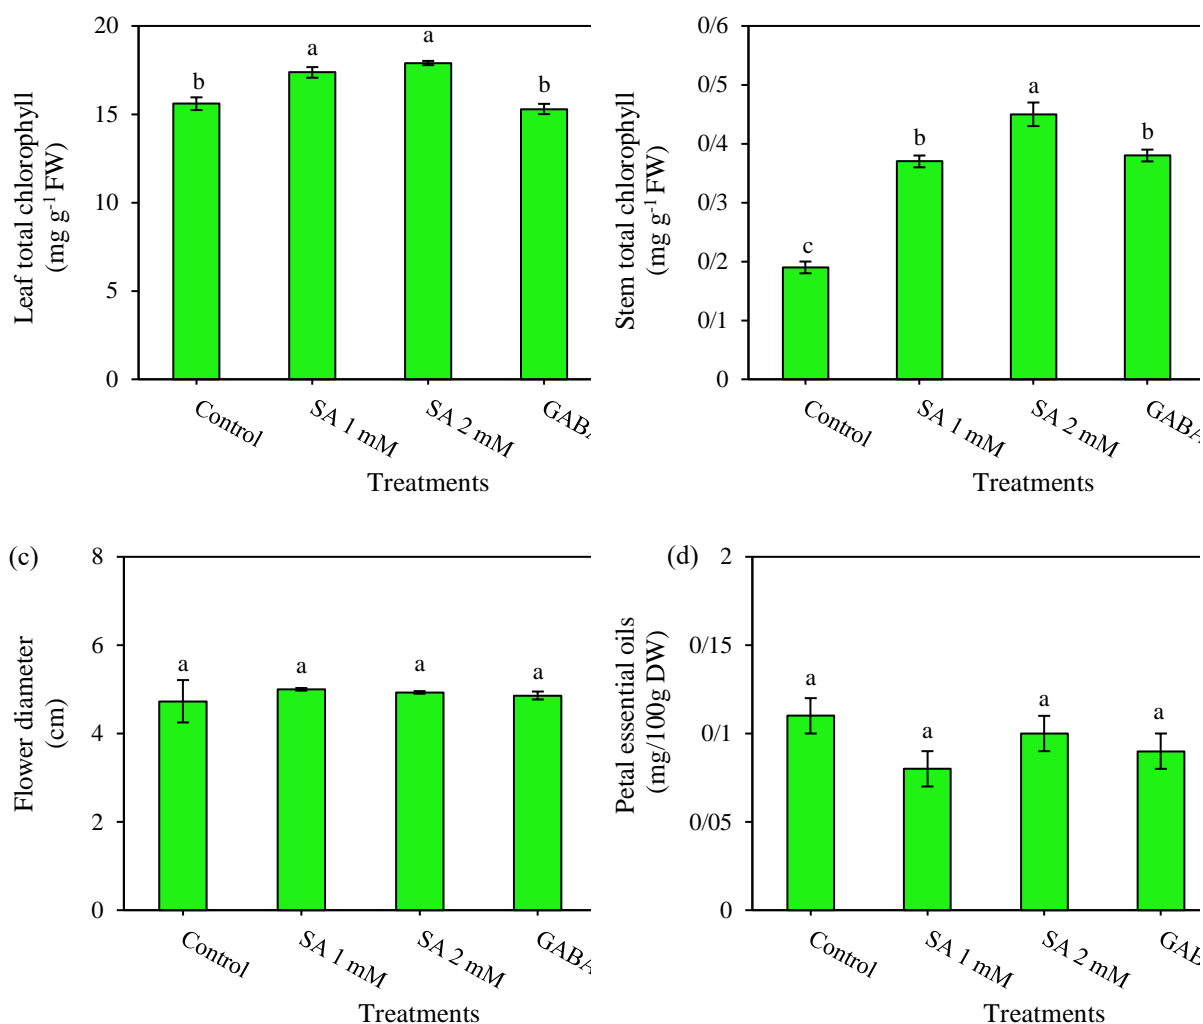 20
15
10
5
0
Leaf total chlorophyll
(mg g-1 FW)
b
a
a
b
Control
SA 1 mM
SA 2 mM
GABA
Treatments
0/6
0/5
0/4
0/3
0/2
0/1
0
Stem total chlorophyll
(mg g-1 FW)
c
b
a
b
Control
SA 1 mM
SA 2 mM
GABA
Treatments
(c)
8
6
4
2
0
Flower diameter
(cm)
a
a
a
a
Control
SA 1 mM
SA 2 mM
GABA
Treatments
(d)
2
0/15
0/1
0/05
0
Petal essential oils
(mg/100g DW)
a
a
a
a
Control
SA 1 mM
SA 2 mM
GAB
Treatments